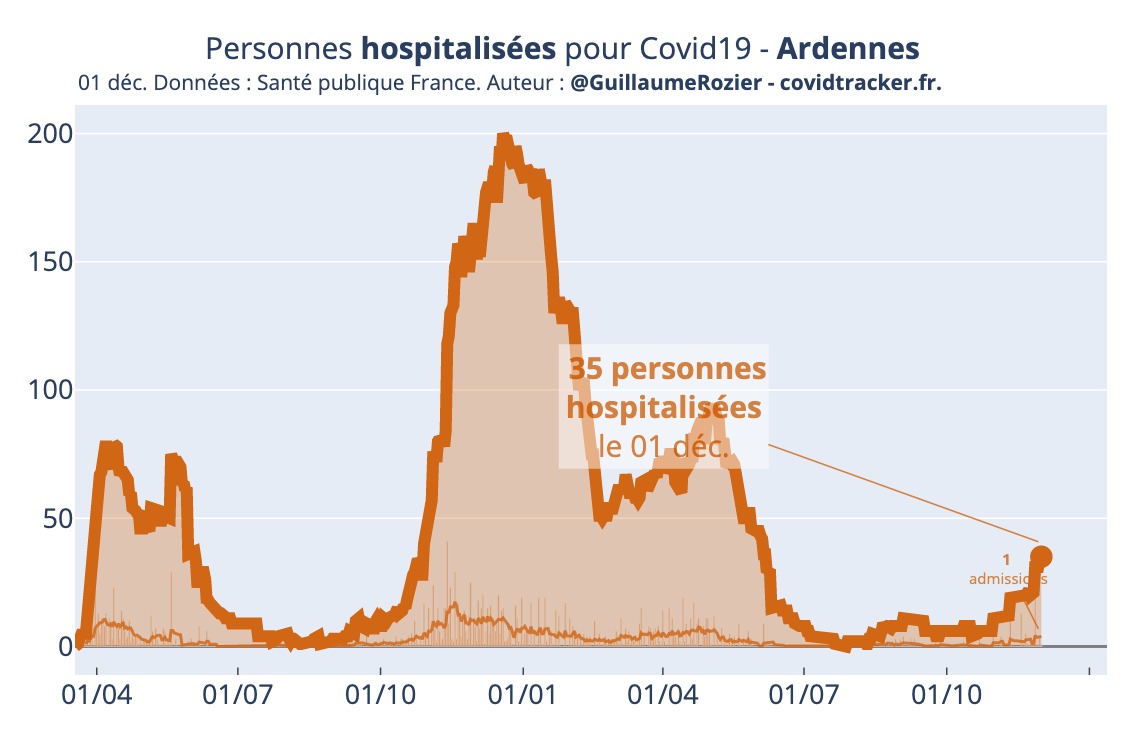 Personnes hospitalisées pour Covid19 - Ardennes
01 déc. Données : Santé publique France. Auteur : @GuillaumeRozier - covidtracker.fr.
200
150
100
50
0
35 personnes
hospitalisées
le 01 déc.
1
admissions
01/04
01/07
01/10
01/01
01/04
01/07
01/10